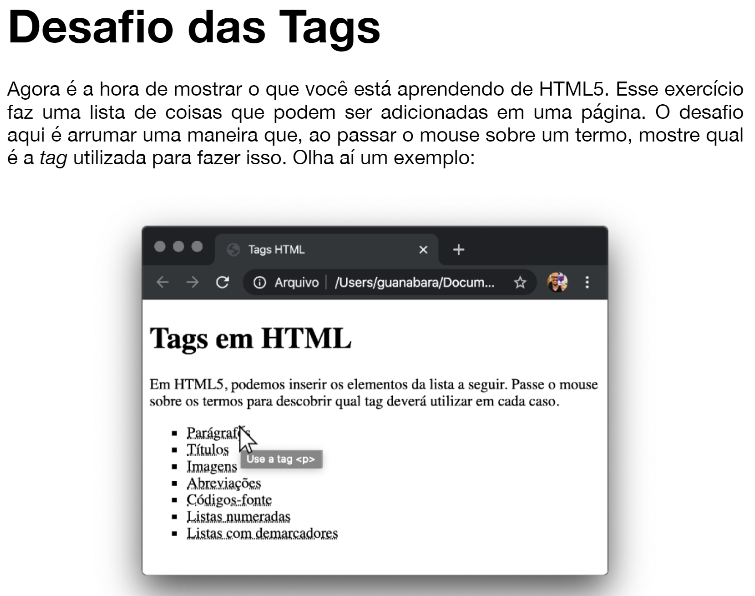 Desafio das Tags
Agora é a hora de mostrar o que você está aprendendo de HTML5. Esse exercício
faz uma lista de coisas que podem ser adicionadas em uma página. O desafio
aqui é arrumar uma maneira que, ao passar o mouse sobre um termo, mostre qual
é a tag utilizada para fazer isso. Olha aí um exemplo:
Tags HTML
Arquivo | /Users/guanabara/Docum...
Tags em HTML
Em HTML5, podemos inserir os elementos da lista a seguir. Passe o mouse
sobre os termos para descobrir qual tag deverá utilizar em cada caso.
Parágrafos
Títulos
Use a tag <p>
Imagens
Abreviações
Códigos-fonte
Listas numeradas
Listas com demarcadores